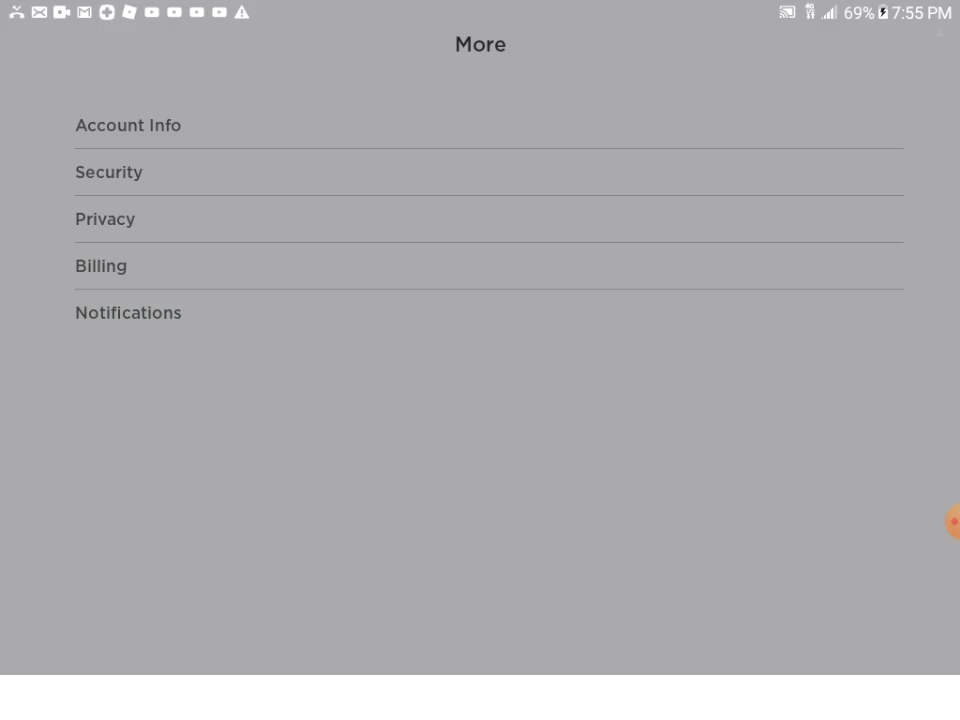 69% 7:55 PM
More
Account Info
Security
Privacy
Billing
Notifications